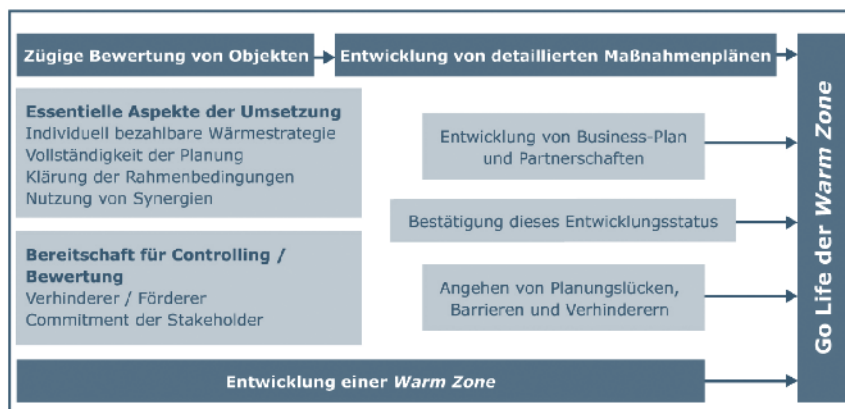 Zügige Bewertung von Objekten
Entwicklung von detaillierten Maßnahmenplänen
Essentielle Aspekte der Umsetzung
Individuell bezahlbare Wärmestrategie
Vollständigkeit der Planung
Klärung der Rahmenbedingungen
Nutzung von Synergien
Bereitschaft für Controlling /
Bewertung
Verhinderer / Förderer
Commitment der Stakeholder
Entwicklung von Business-Plan
und Partnerschaften
Bestätigung dieses Entwicklungsstatus
Angehen von Planungslücken,
Barrieren und Verhinderern
Entwicklung einer Warm Zone
Go Life der Warm Zone